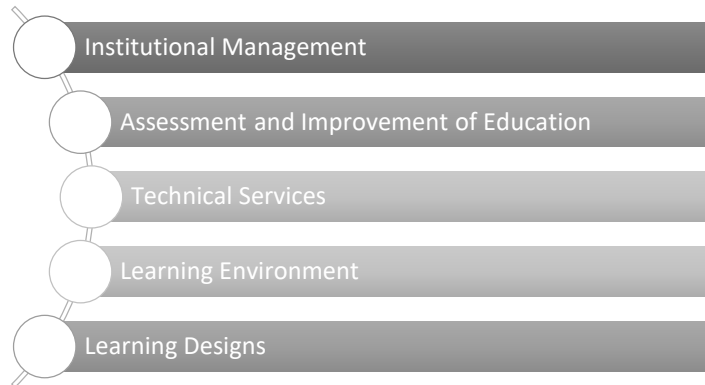 Institutional Management
Assessment and Improvement of Education
Technical Services
Learning Environment
Learning Designs